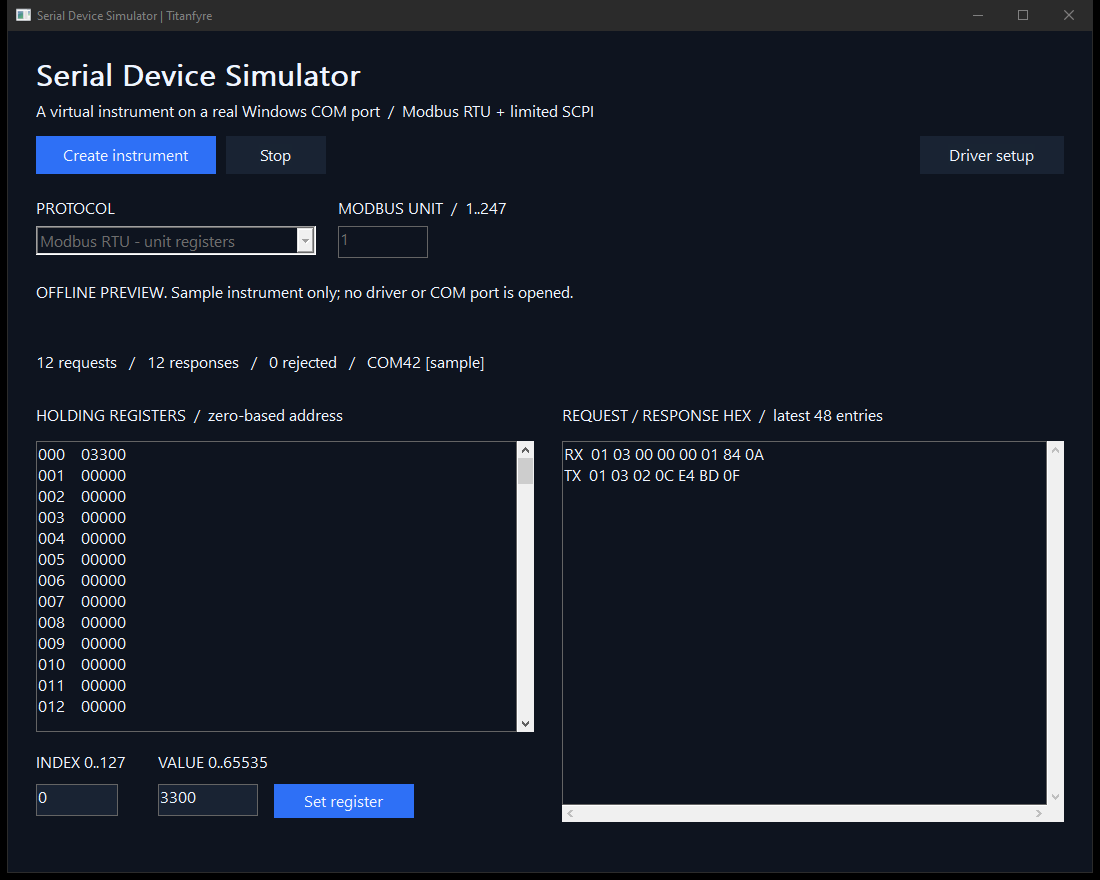 Serial Device Simulator | Titanfyre
Serial Device Simulator
A virtual instrument on a real Windows COM port / Modbus RTU + limited SCPI
Create instrument
Stop
Driver setup
PROTOCOL
MODBUS UNIT / 1..247
Modbus RTU - unit registers
1
OFFLINE PREVIEW. Sample instrument only; no driver or COM port is opened.
12 requests / 12 responses / 0 rejected / COM42 [sample]
HOLDING REGISTERS / zero-based address
000 03300
001 00000
002 00000
003 00000
004 00000
005 00000
006 00000
007 00000
008 00000
009 00000
010 00000
011 00000
012 00000
REQUEST / RESPONSE HEX / latest 48 entries
RX 01 03 00 00 00 01 84 0A
TX 01 03 02 0C E4 BD 0F
INDEX 0..127
VALUE 0..65535
0
3300
Set register